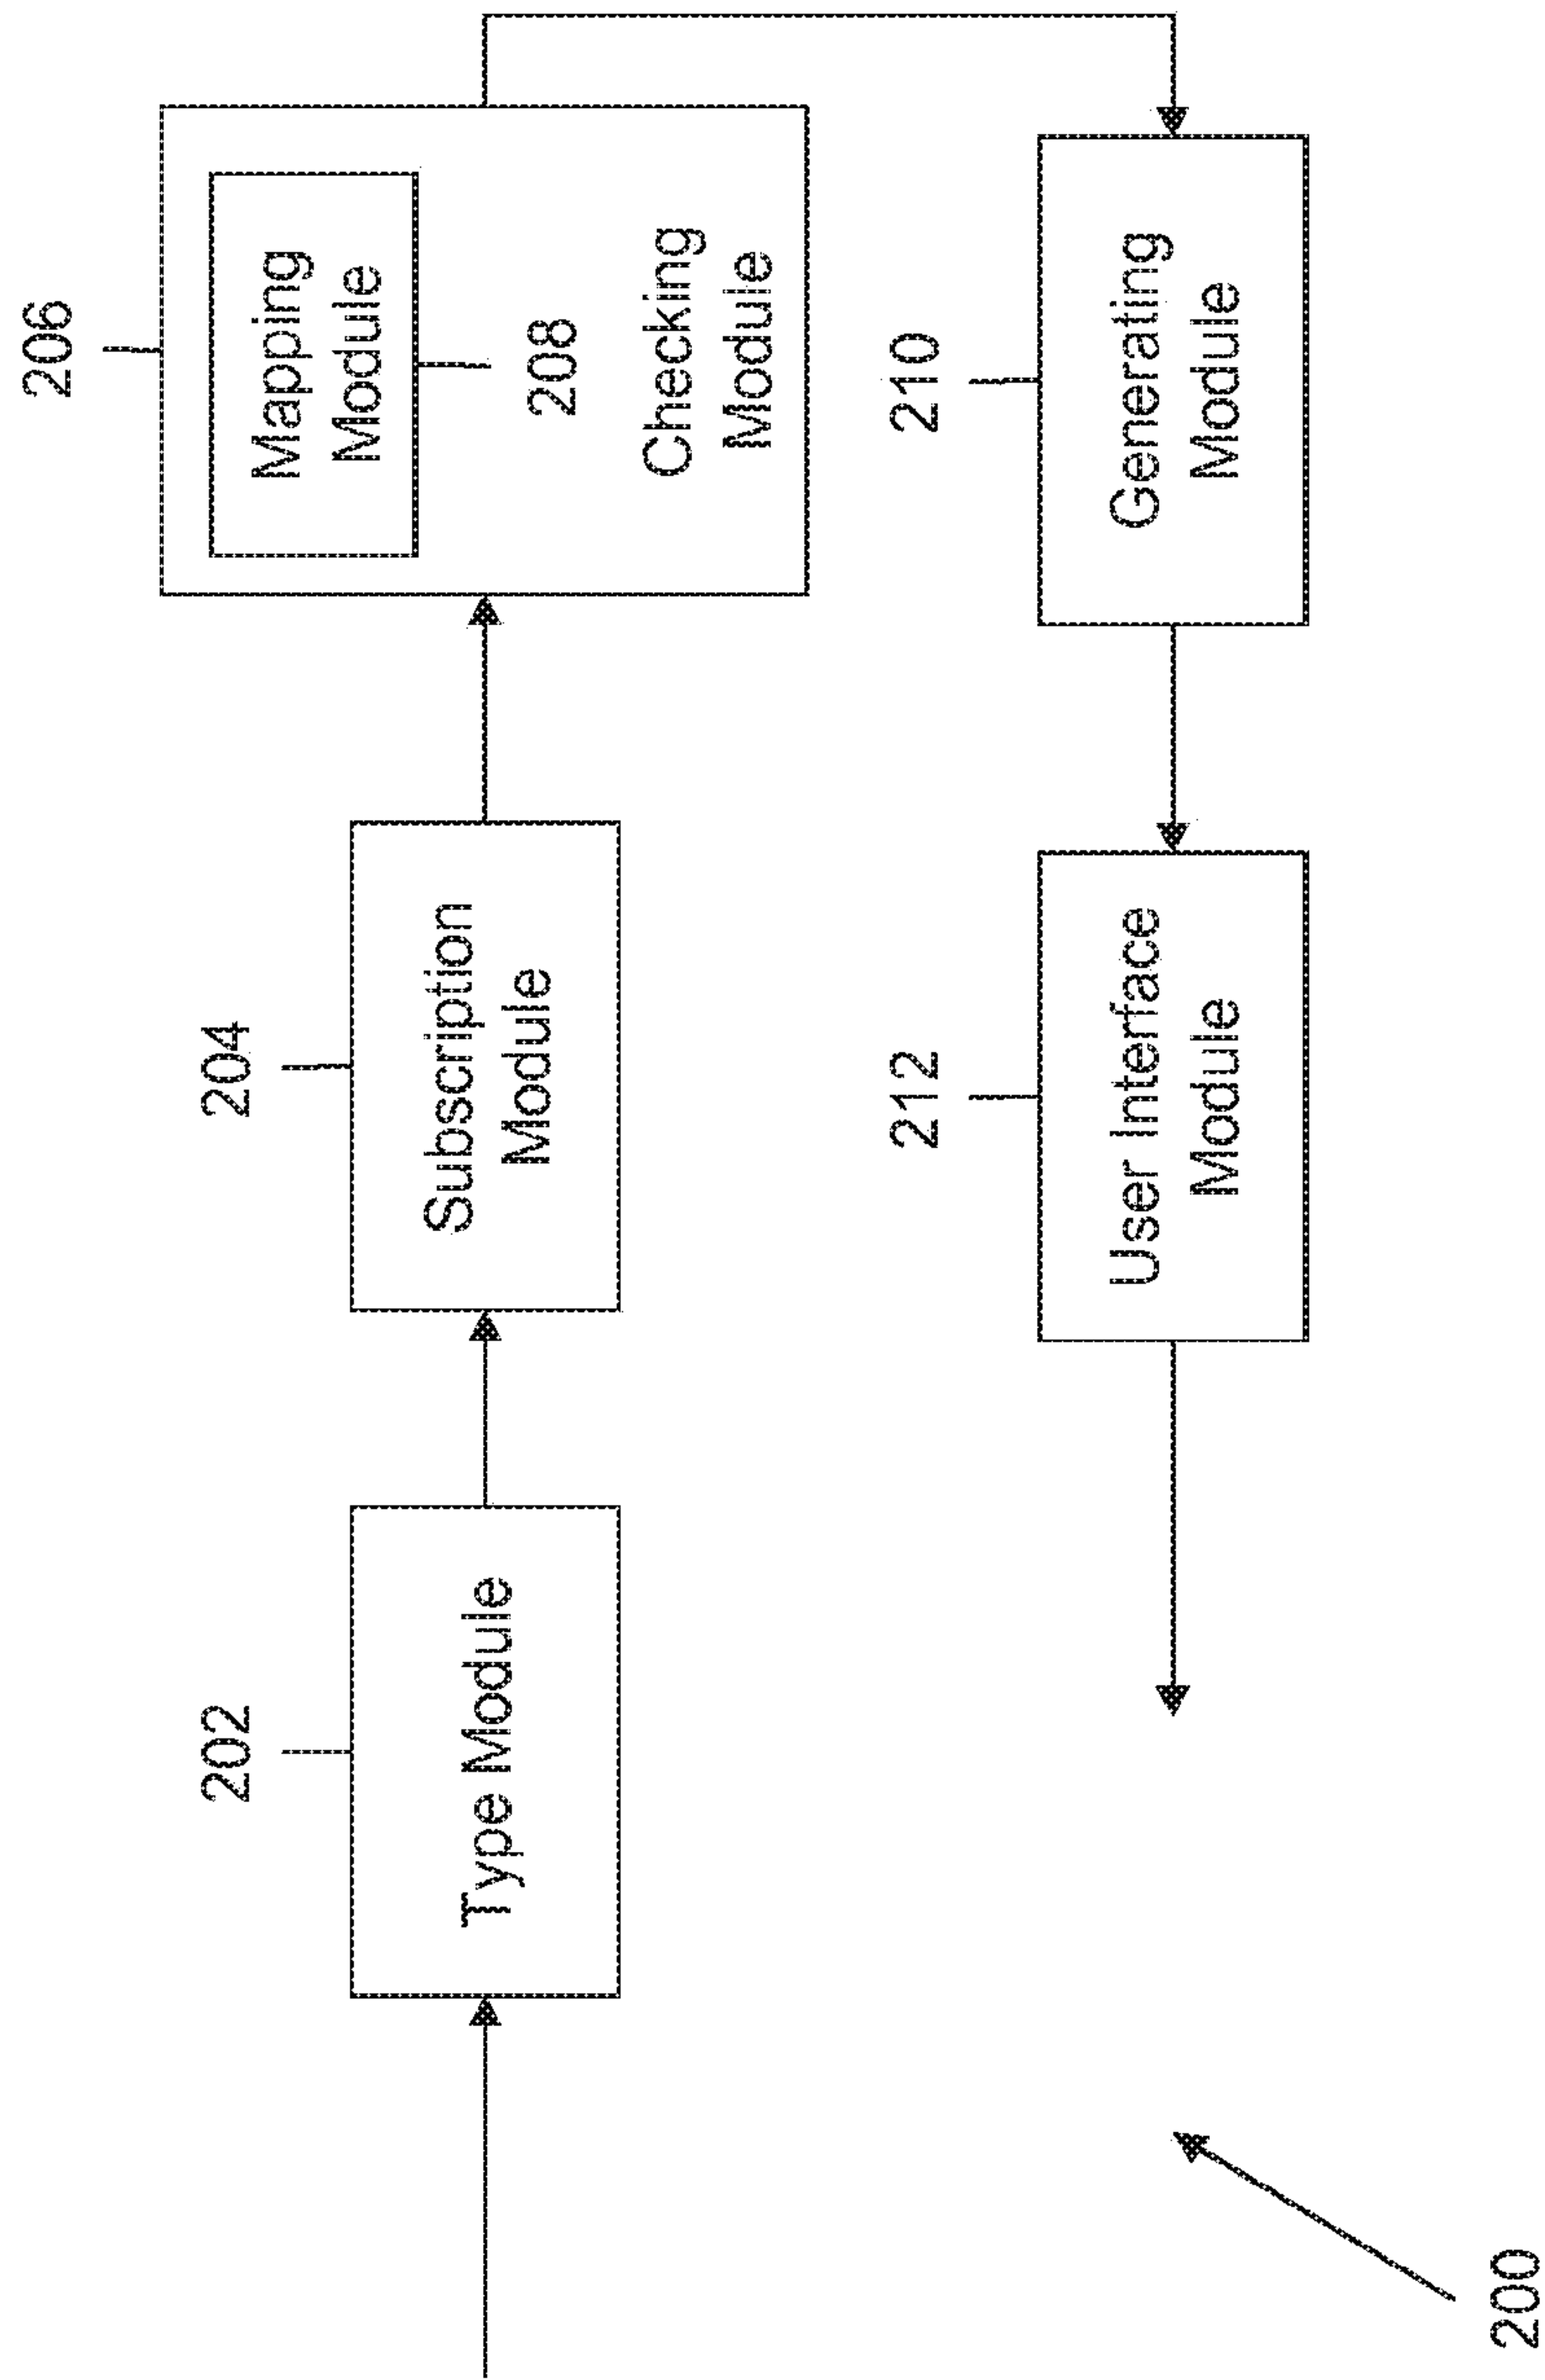 206
Mapping
Module
208
Checking
Module
204
Subscription
Module
202
Type Module
210
Generating
Module
212
User Interface
Module
200